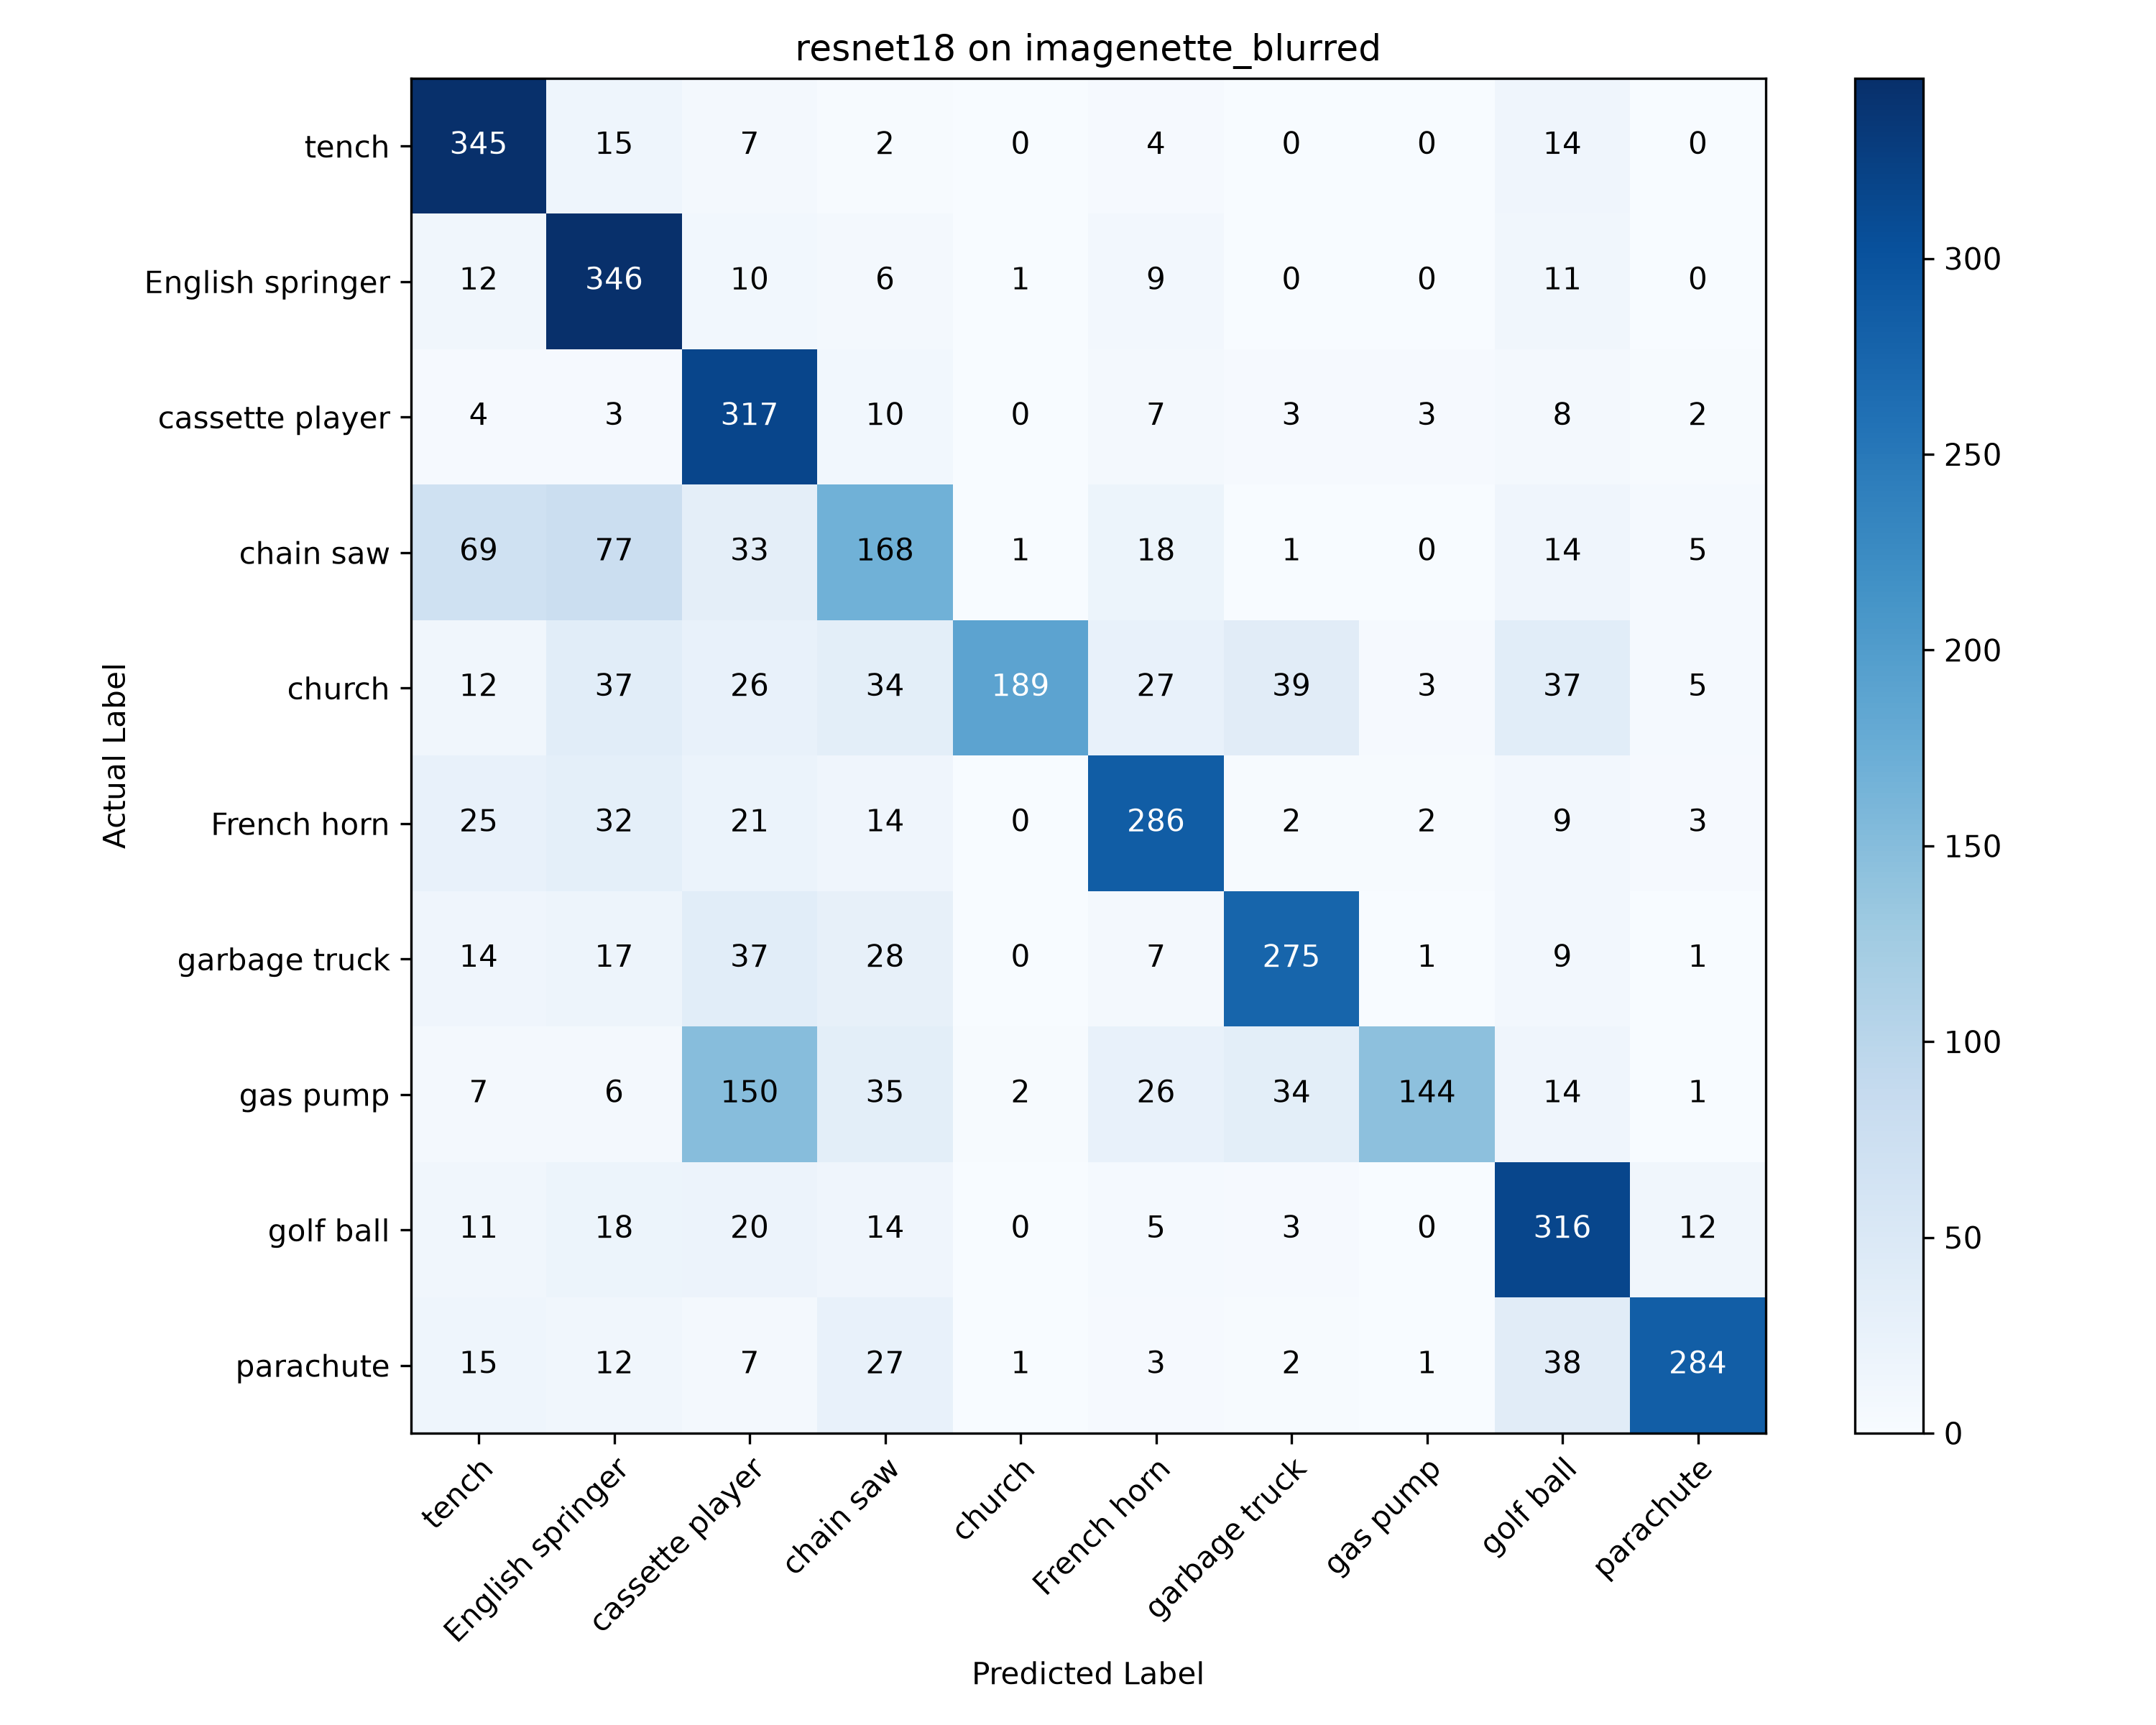 resnet18 on imagenette_blurred
tench 345 15 7 2 0 4 0 0 14 0
English springer 12 346 10 6 1 9 0 0 11 0
cassette player 4 3 317 10 0 7 3 3 8 2
chain saw 69 77 33 168 1 18 1 0 14 5
church 12 37 26 34 189 27 39 3 37 5
French horn 25 32 21 14 0 286 2 2 9 3
garbage truck 14 17 37 28 0 7 275 1 9 1
gas pump 7 6 150 35 2 26 34 144 14 1
golf ball 11 18 20 14 0 5 3 0 316 12
parachute 15 12 7 27 1 3 2 1 38 284
Actual Label
tench English springer cassette player chain saw church French horn garbage truck gas pump golf ball parachute
Predicted Label
300
250
200
150
100
50
0